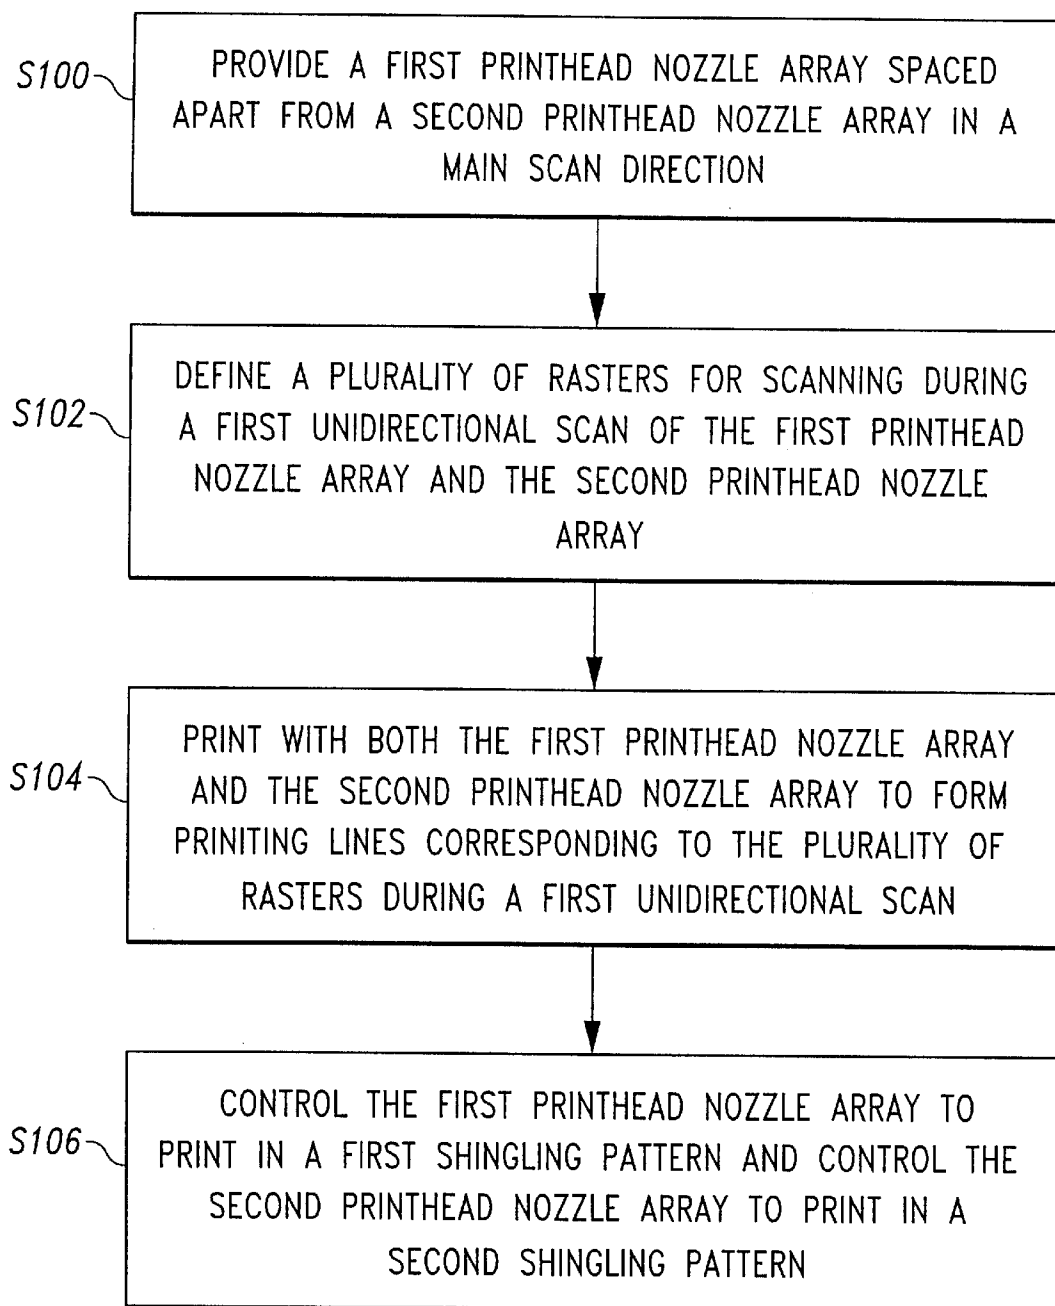 S100
PROVIDE A FIRST PRINTHEAD NOZZLE ARRAY SPACED
APART FROM A SECOND PRINTHEAD NOZZLE ARRAY IN A
MAIN SCAN DIRECTION
S102
DEFINE A PLURALITY OF RASTERS FOR SCANNING DURING
A FIRST UNIDIRECTIONAL SCAN OF THE FIRST PRINTHEAD
NOZZLE ARRAY AND THE SECOND PRINTHEAD NOZZLE
ARRAY
S104
PRINT WITH BOTH THE FIRST PRINTHEAD NOZZLE ARRAY
AND THE SECOND PRINTHEAD NOZZLE ARRAY TO FORM
PRINITING LINES CORRESPONDING TO THE PLURALITY OF
RASTERS DURING A FIRST UNIDIRECTIONAL SCAN
S106
CONTROL THE FIRST PRINTHEAD NOZZLE ARRAY TO
PRINT IN A FIRST SHINGLING PATTERN AND CONTROL THE
SECOND PRINTHEAD NOZZLE ARRAY TO PRINT IN A
SECOND SHINGLING PATTERN